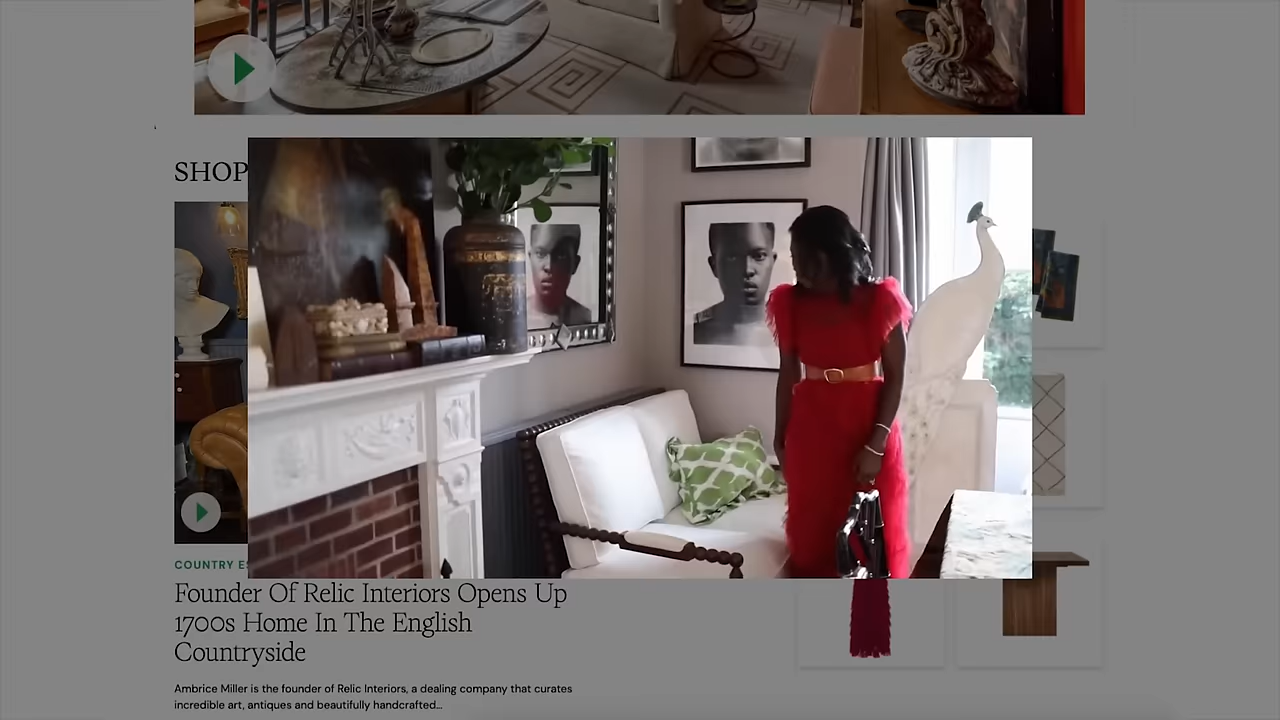 SHOP
COUNTRY
Founder Of Relic Interiors Opens Up
1700s Home In The English
Countryside
Ambrice Miller is the founder of Relic Interiors, a dealing company that curates
incredible art, antiques and beautifully handcrafted...